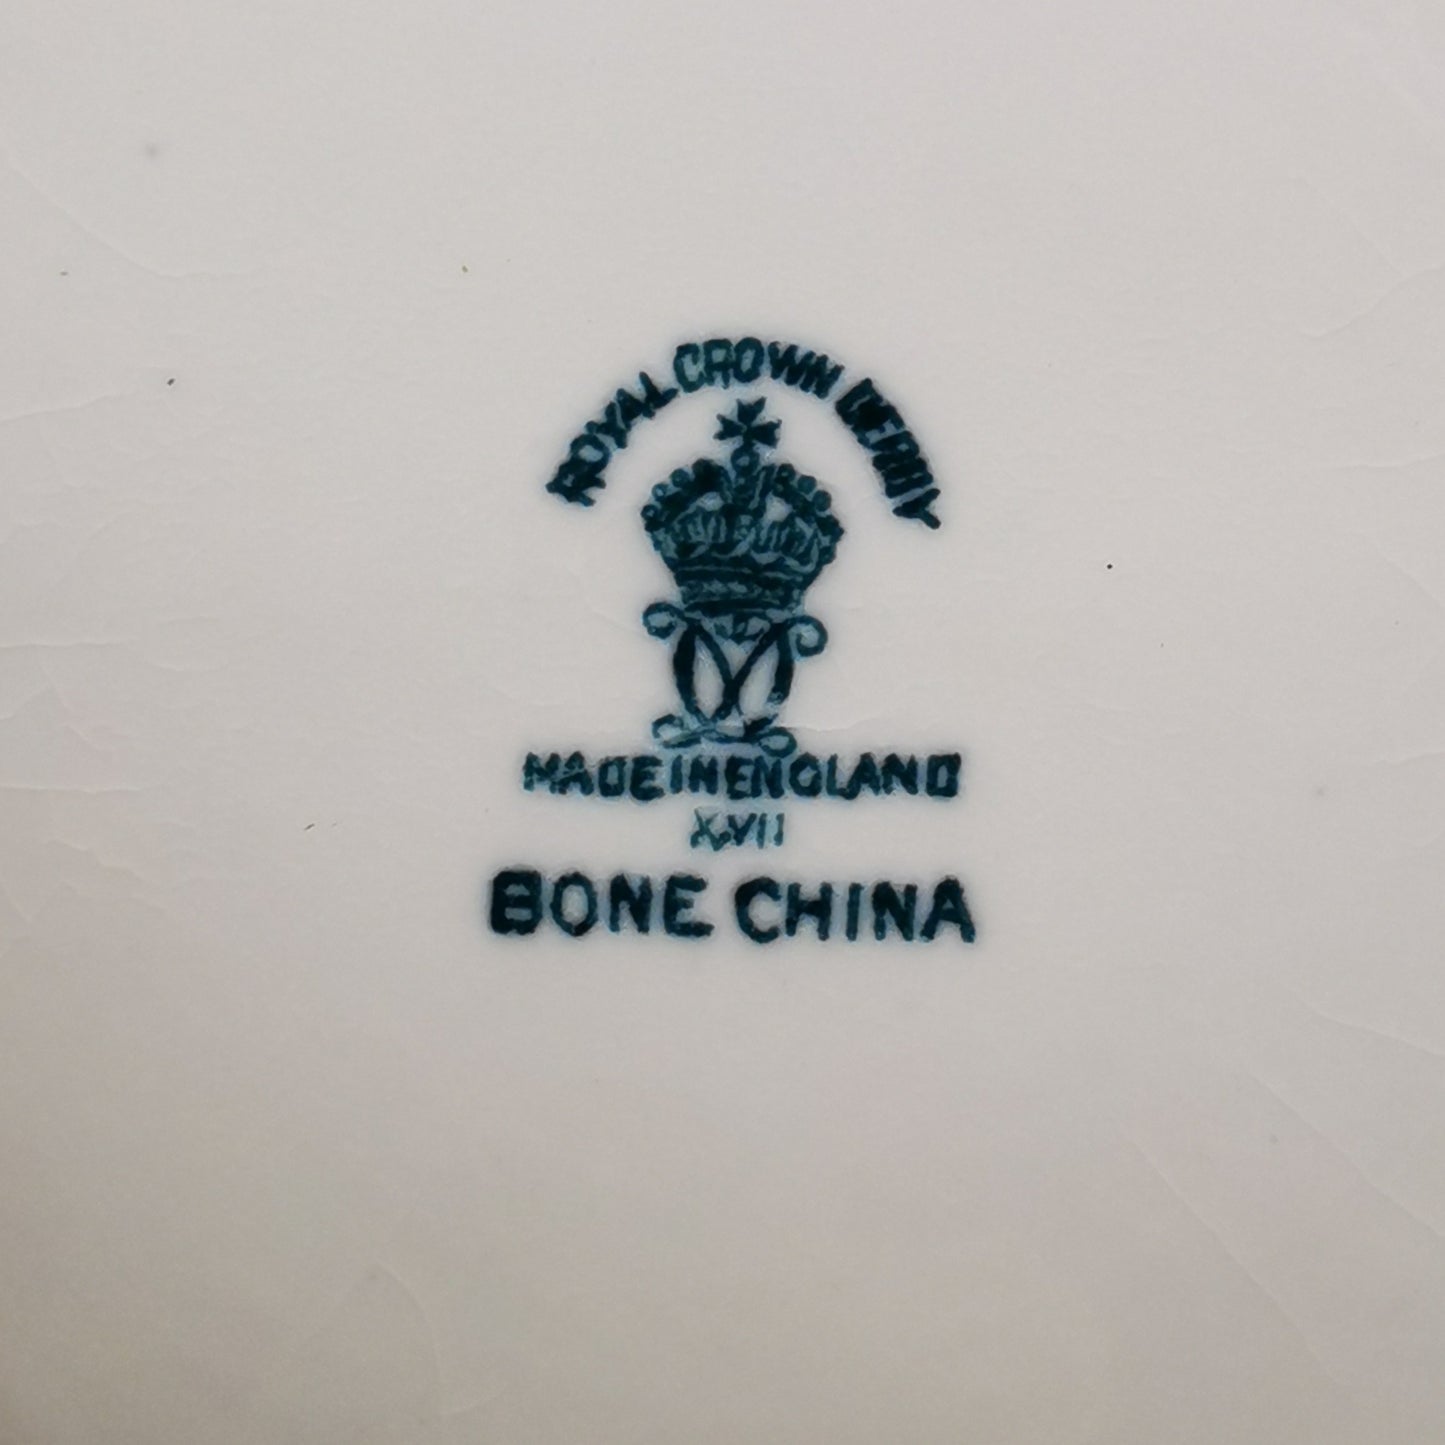 ROYAL CROWN DERBY
MADE IN ENGLAND
XVII
BONE CHINA